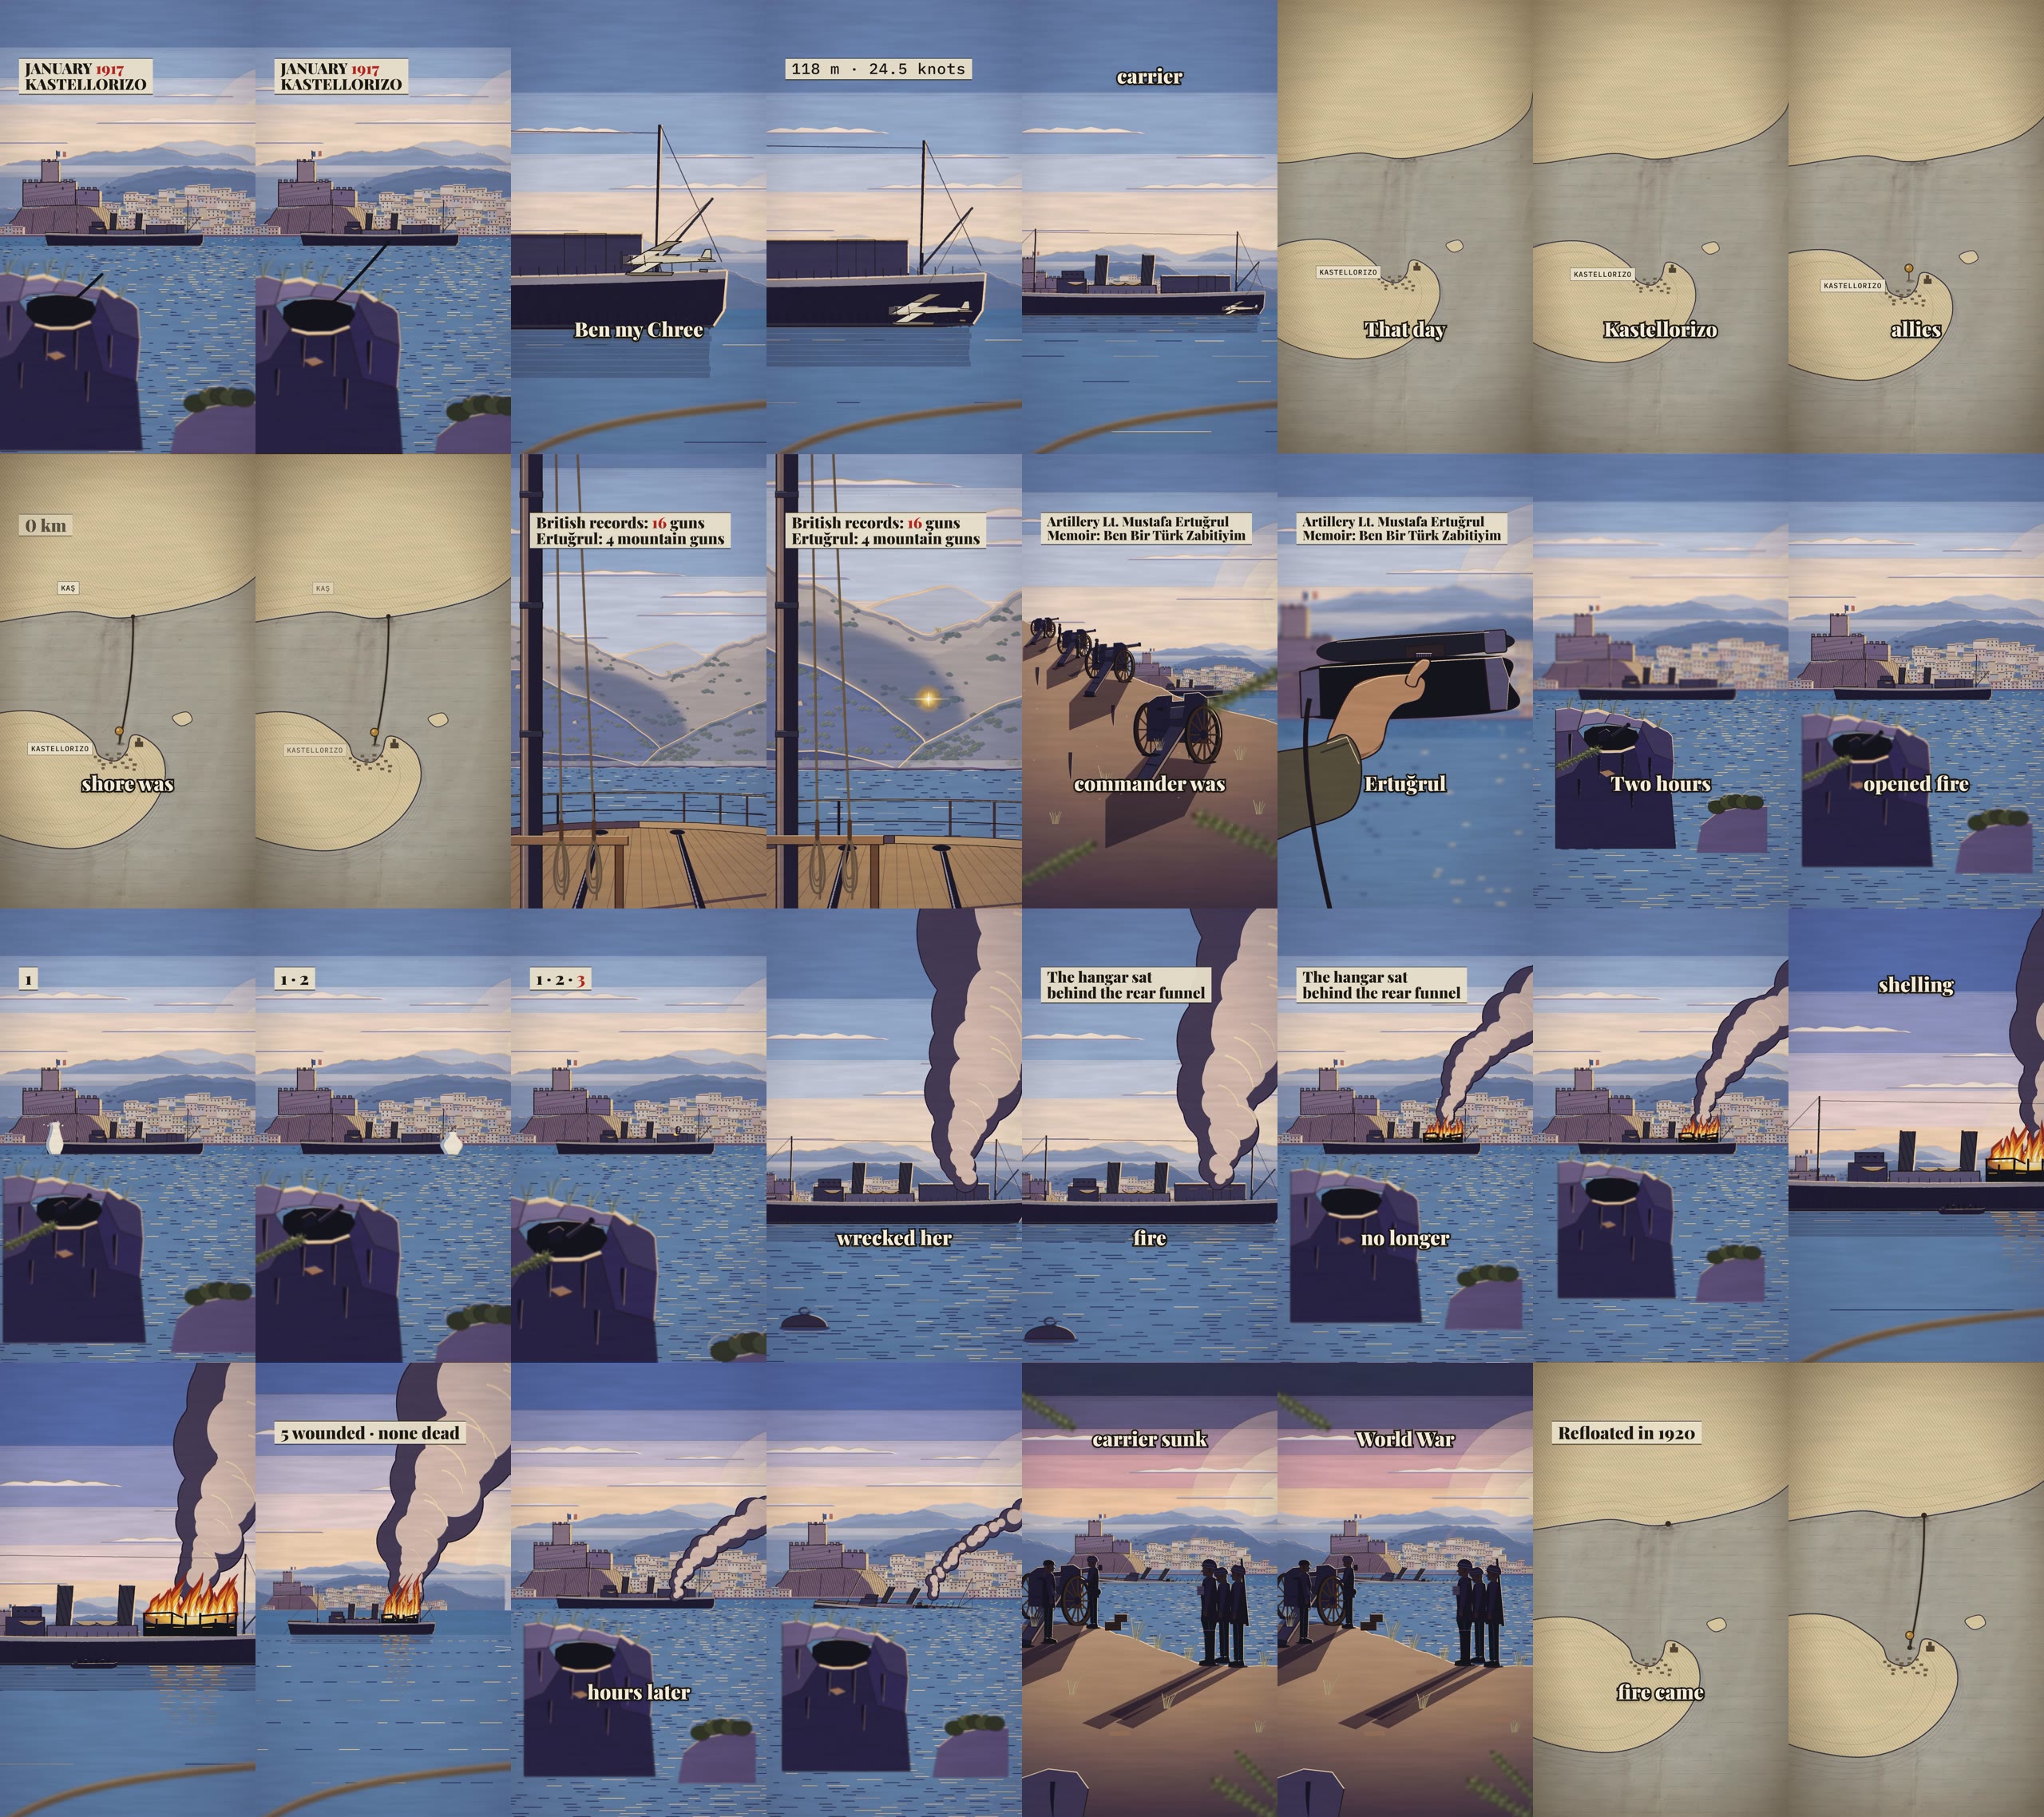 JANUARY 1917
KASTELLORIZO
JANUARY 1917
KASTELLORIZO
Ben my Chree
118 m · 24.5 knots
carrier
KASTELLORIZO
That day
KASTELLORIZO
Kastellorizo
KASTELLORIZO
allies
0 km
KAŞ
KASTELLORIZO
shore was
KAŞ
KASTELLORIZO
British records: 16 guns
Ertuğrul: 4 mountain guns
British records: 16 guns
Ertuğrul: 4 mountain guns
Artillery Lt. Mustafa Ertuğrul
Memoir: Ben Bir Türk Zabitiyim
commander was
Artillery Lt. Mustafa Ertuğrul
Memoir: Ben Bir Türk Zabitiyim
Ertuğrul
Two hours
opened fire
1
1 · 2
1 · 2 · 3
wrecked her
The hangar sat
behind the rear funnel
fire
The hangar sat
behind the rear funnel
no longer
shelling
5 wounded · none dead
hours later
carrier sunk
World War
Refloated in 1920
fire came